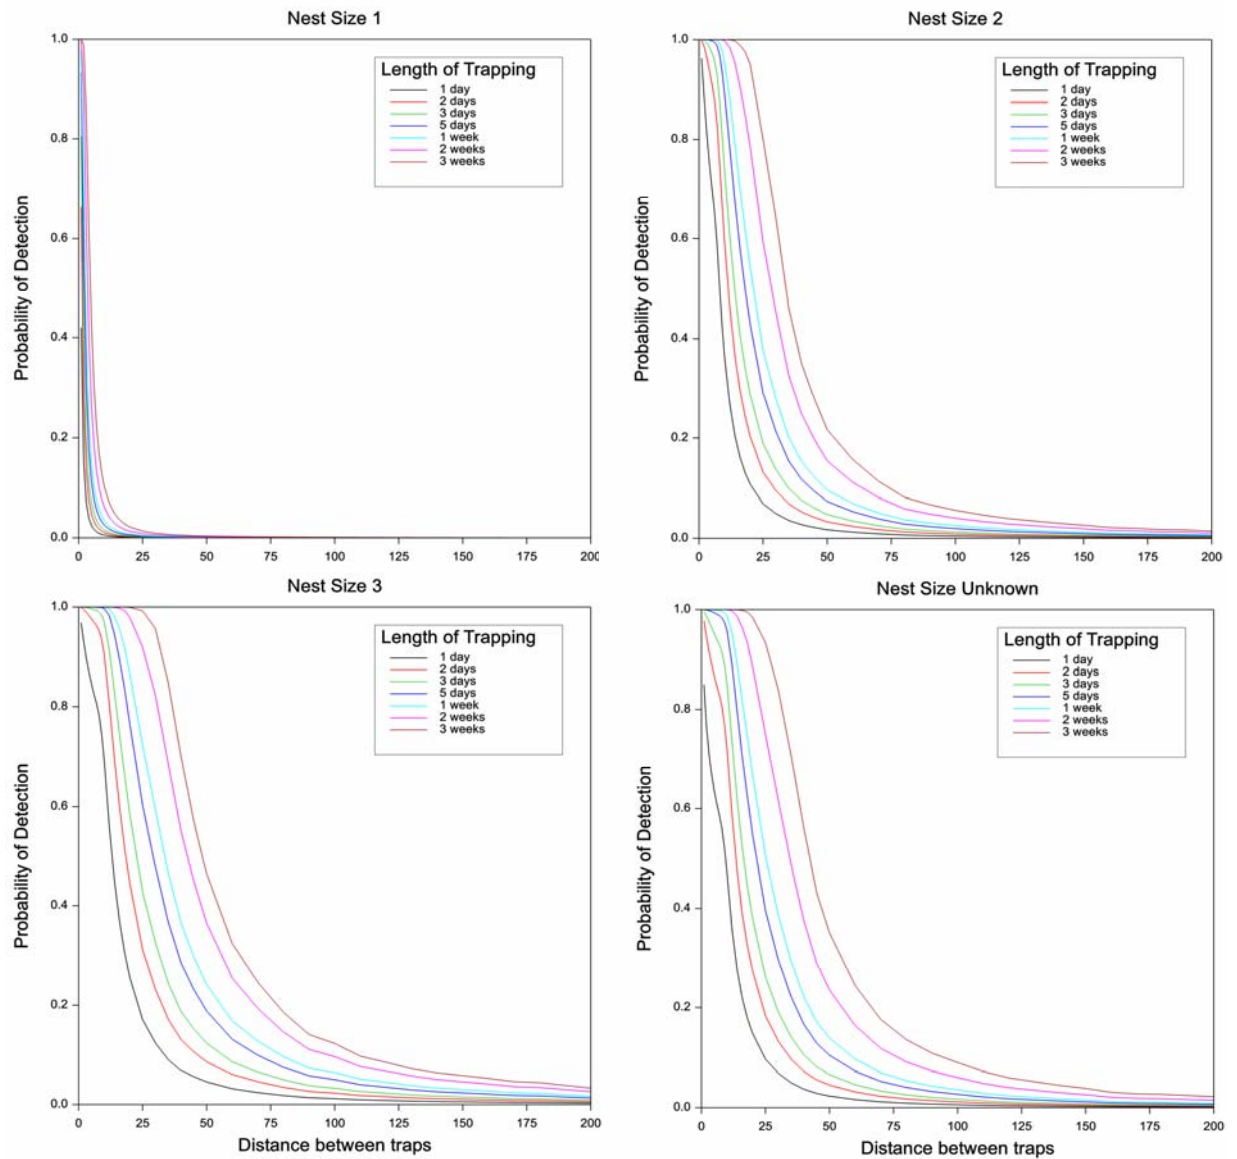 Nest Size 1
Probability of Detection
1.0
0.8
0.6
0.4
0.2
0.0
0 25 50 75 100 125 150 175 200
Length of Trapping
1 day
2 days
3 days
5 days
1 week
2 weeks
3 weeks
Nest Size 2
Probability of Detection
1.0
0.8
0.6
0.4
0.2
0.0
0 25 50 75 100 125 150 175 200
Length of Trapping
1 day
2 days
3 days
5 days
1 week
2 weeks
3 weeks
Nest Size 3
Probability of Detection
1.0
0.8
0.6
0.4
0.2
0.0
0 25 50 75 100 125 150 175 200
Distance between traps
Length of Trapping
1 day
2 days
3 days
5 days
1 week
2 weeks
3 weeks
Nest Size Unknown
Probability of Detection
1.0
0.8
0.6
0.4
0.2
0.0
0 25 50 75 100 125 150 175 200
Distance between traps
Length of Trapping
1 day
2 days
3 days
5 days
1 week
2 weeks
3 weeks